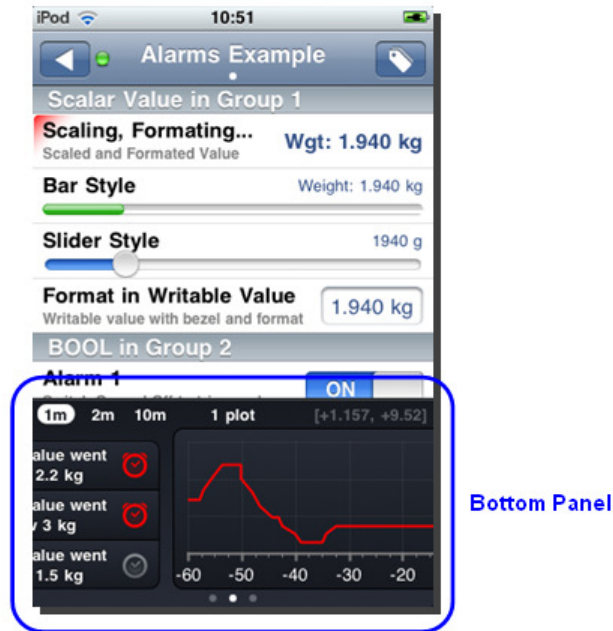 iPod 10:51
Alarms Example
Scalar Value in Group 1
Scaling, Formating...
Wgt: 1.940 kg
Scaled and Formated Value
Bar Style
Weight: 1.940 kg
Slider Style
1940 g
Format in Writable Value
1.940 kg
Writable value with bezel and format
BOOL in Group 2
Alarm 1
ON
1m 2m 10m 1 plot [+1.157, +9.52]
alue went
2.2 kg
alue went
3 kg
alue went
1.5 kg
-60 -50 -40 -30 -20
Bottom Panel